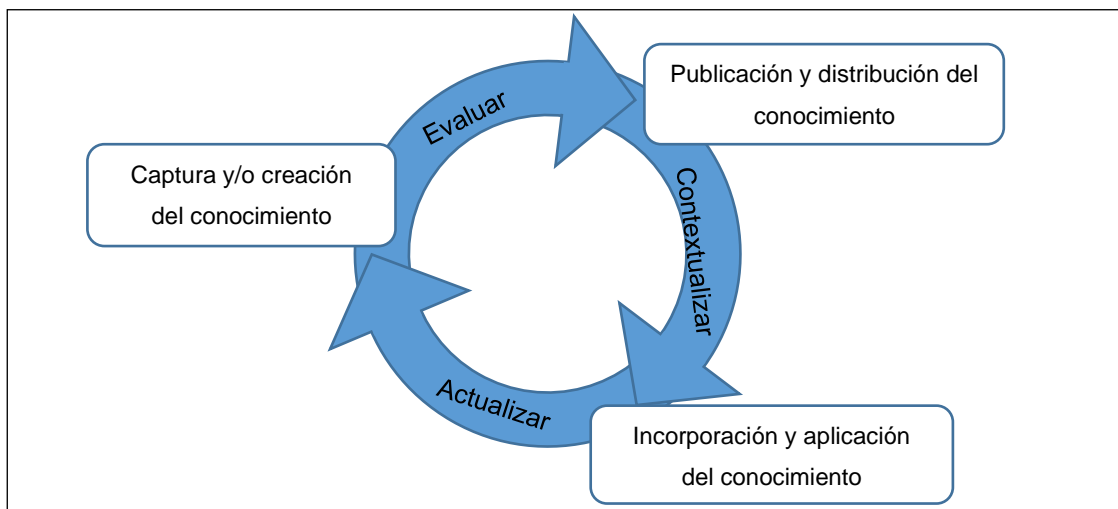 Publicación y distribución del
conocimiento
Evaluar
Captura y/o creación
del conocimiento
Contextualizar
Actualizar
Incorporación y aplicación
del conocimiento